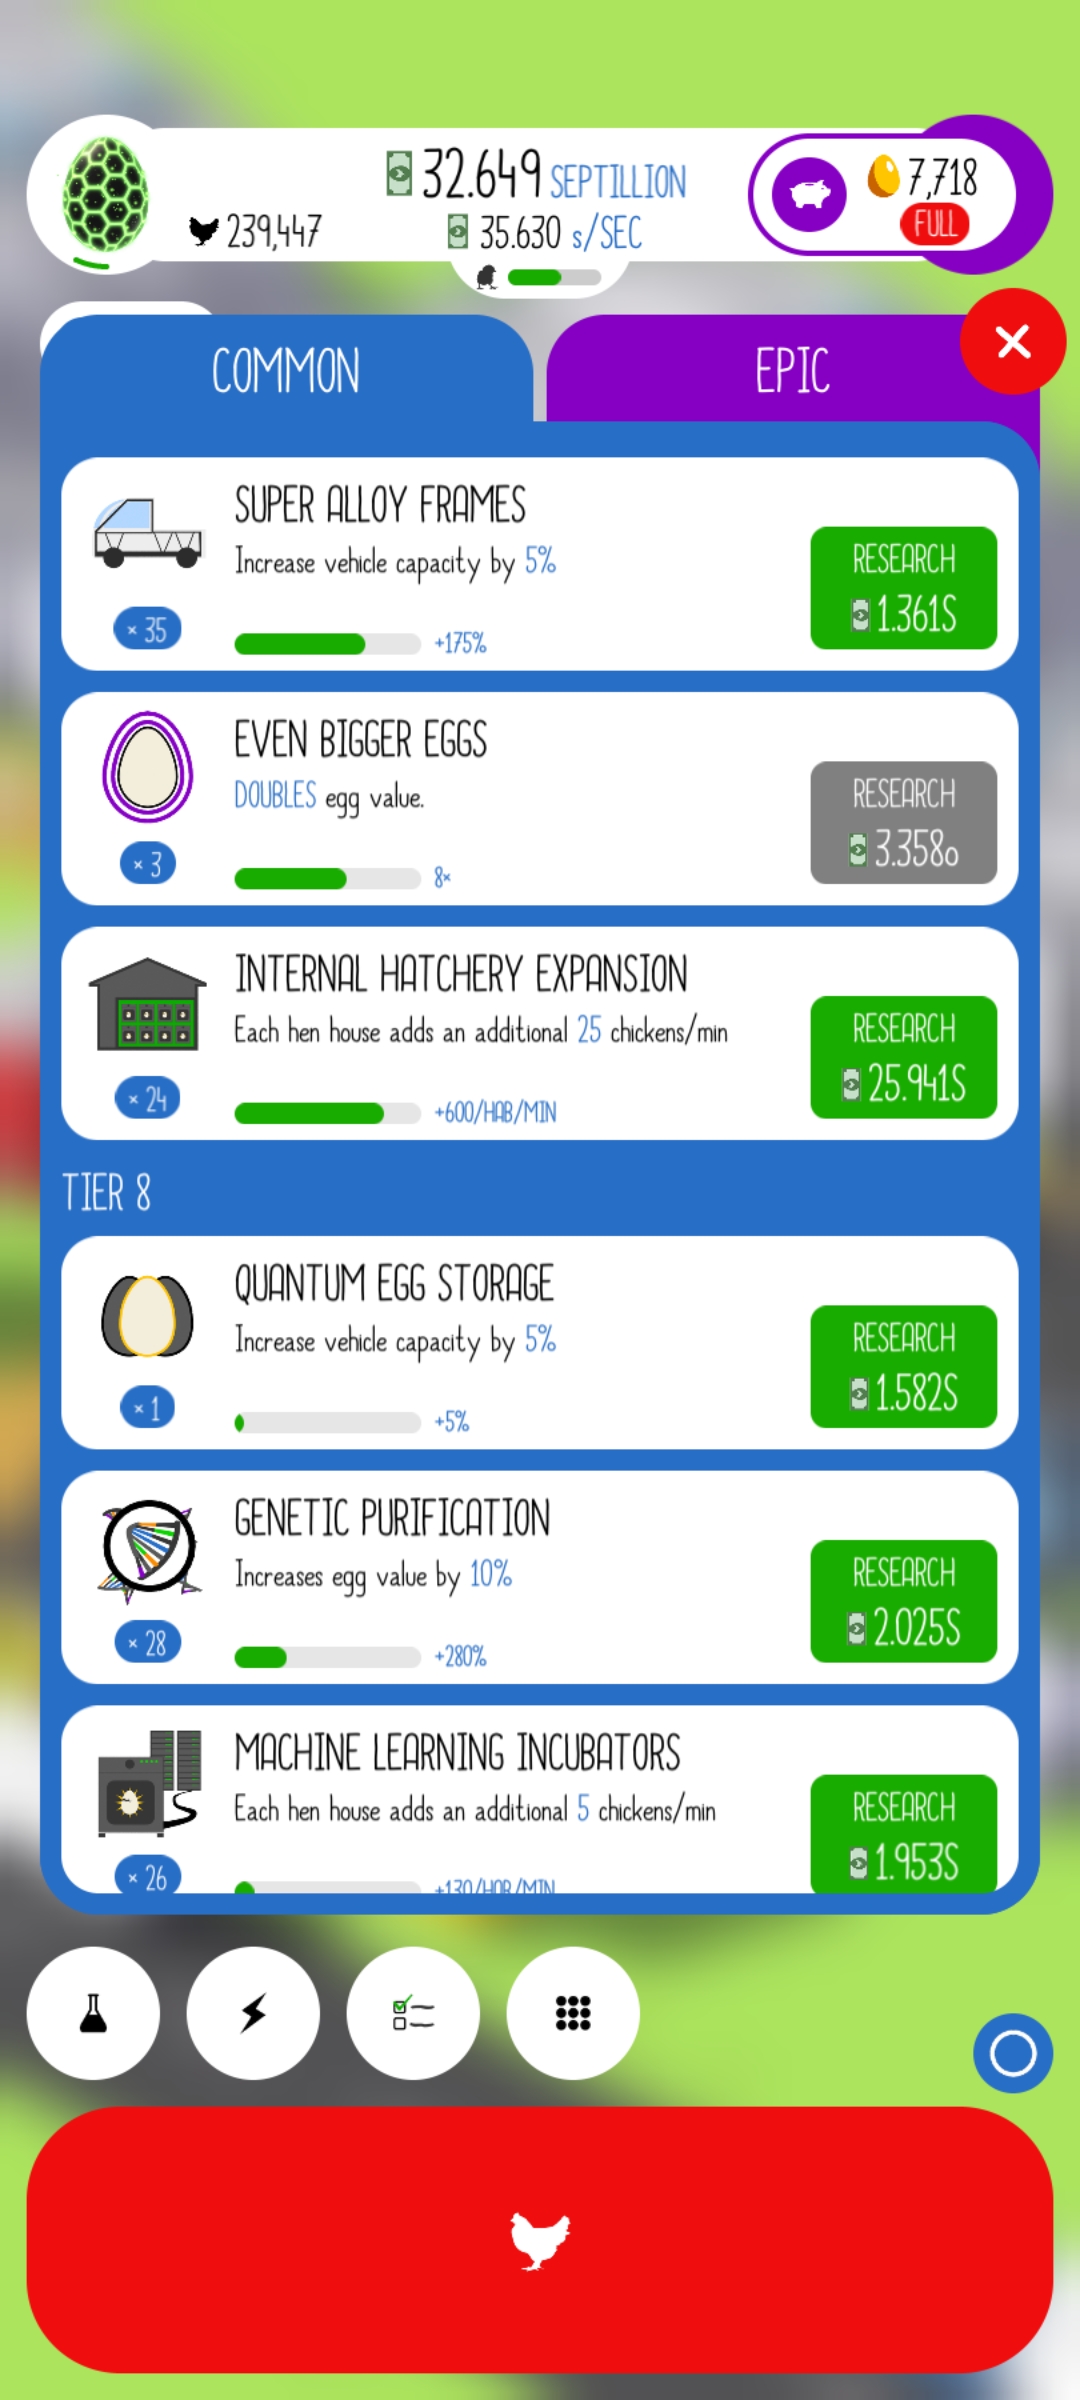 32.649 SEPTILLION
7,718
239,447
35.630 s/SEC
FULL
COMMON
EPIC
SUPER ALLOY FRAMES
Increase vehicle capacity by 5%
RESEARCH
1.361S
× 35
+175%
EVEN BIGGER EGGS
DOUBLES egg value.
RESEARCH
3.358o
× 3
8×
INTERNAL HATCHERY EXPANSION
Each hen house adds an additional 25 chickens/min
RESEARCH
25.941S
× 24
+600/HAB/MIN
TIER 8
QUANTUM EGG STORAGE
Increase vehicle capacity by 5%
RESEARCH
1.582S
× 1
+5%
GENETIC PURIFICATION
Increases egg value by 10%
RESEARCH
2.025S
× 28
+280%
MACHINE LEARNING INCUBATORS
Each hen house adds an additional 5 chickens/min
RESEARCH
1.953S
× 26
+130/HAB/MIN